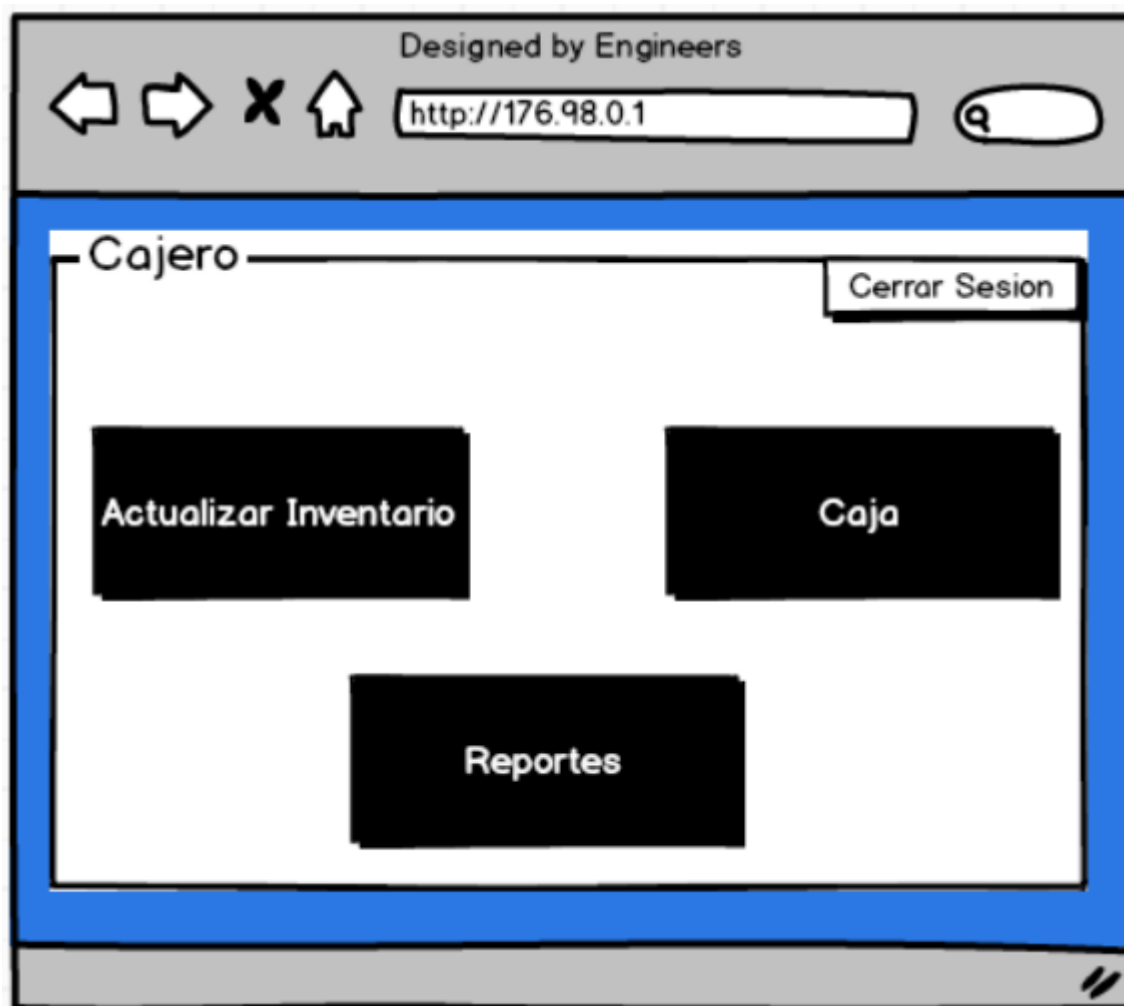 Designed by Engineers
http://176.98.0.1
Cajero
Cerrar Sesion
Actualizar Inventario
Caja
Reportes